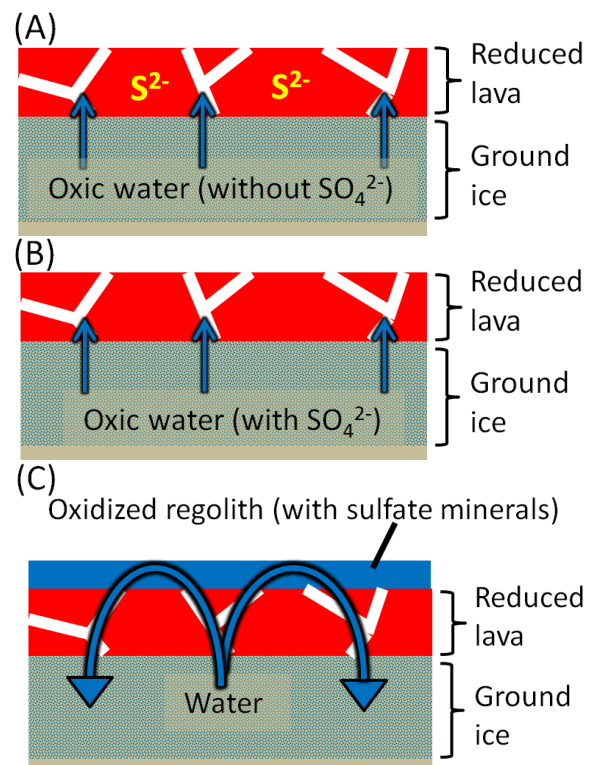 (A)
Reduced
lava
S²⁻ S²⁻
Oxic water (without SO₄²⁻)
Ground
ice
(B)
Reduced
lava
Oxic water (with SO₄²⁻)
Ground
ice
(C)
Oxidized regolith (with sulfate minerals)
Reduced
lava
Water
Ground
ice